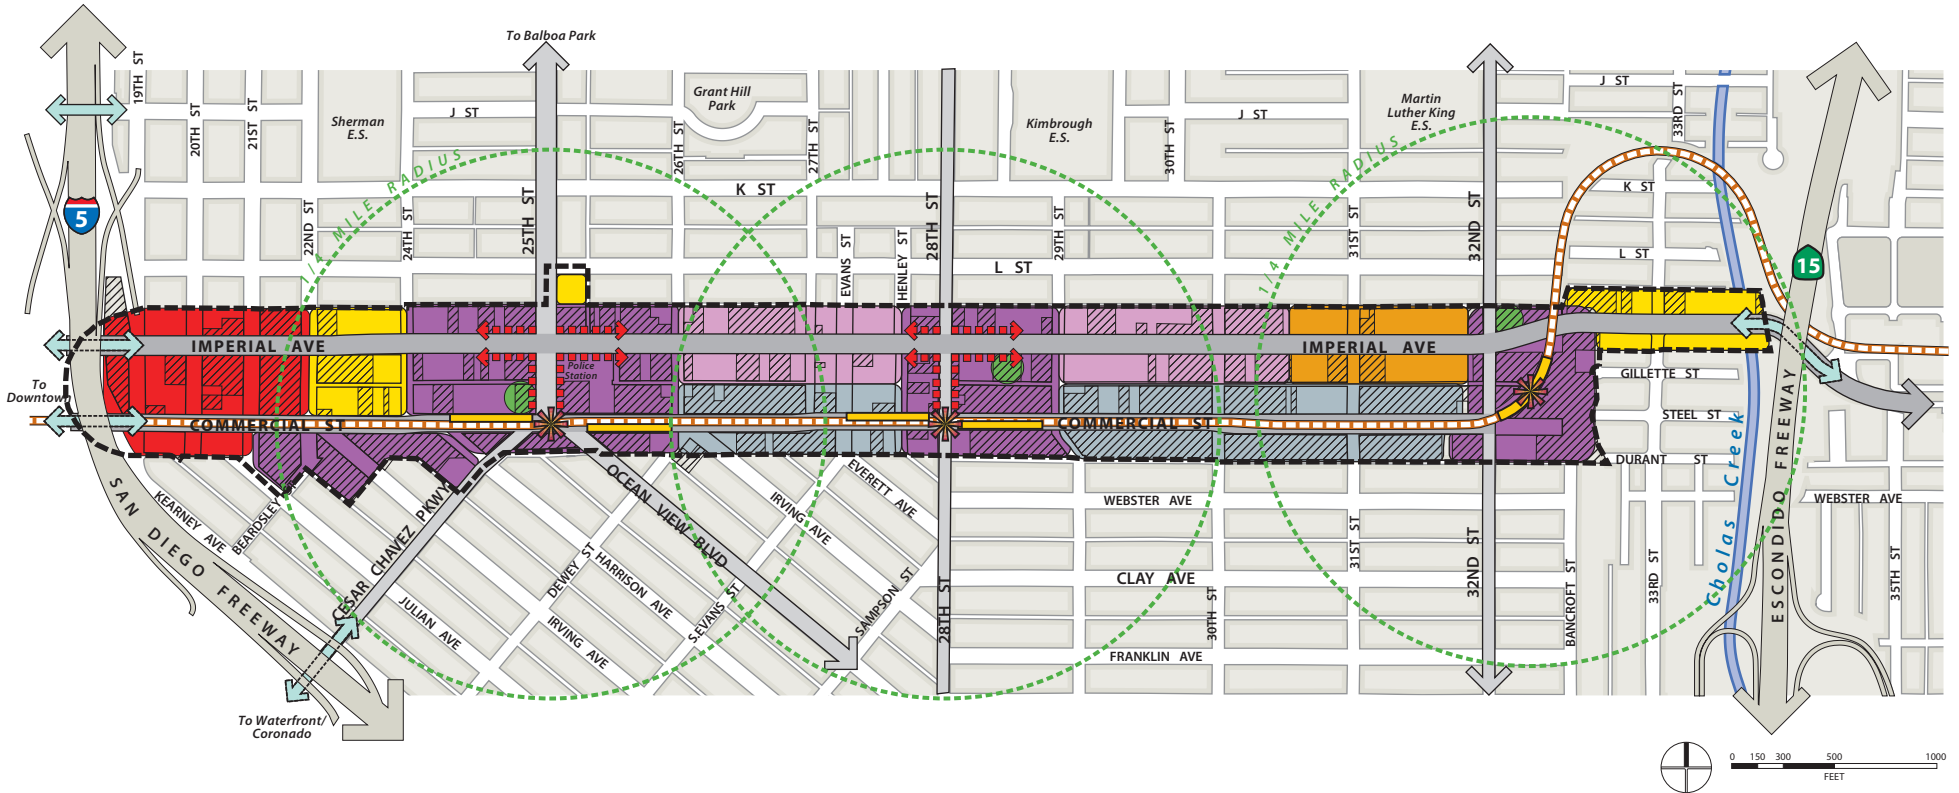 To Balboa Park
19TH ST
20TH ST
21ST ST
Sherman
E.S.
J ST
Grant Hill
Park
26TH ST
27TH ST
Kimbrough
E.S.
30TH ST
J ST
Martin
Luther King
E.S.
J ST
33RD ST
5
22ND ST
24TH ST
1/4 MILE RADIUS
25TH ST
K ST
EVANS ST
HENLEY ST
28TH ST
L ST
29TH ST
1/4 MILE RADIUS
31ST ST
32ND ST
K ST
L ST
15
IMPERIAL AVE
IMPERIAL AVE
Police
Station
To
Downtown
COMMERCIAL ST
COMMERCIAL ST
GILLETTE ST
STEEL ST
DURANT ST
SAN DIEGO FREEWAY
KEARNEY AVE
BEARDSLEY
CESAR CHAVEZ PKWY
JULIAN AVE
OCEAN VIEW BLVD
DEWEY ST
HARRISON AVE
IRVING AVE
S.EVANS ST
IRVING AVE
EVERETT AVE
SAMPSON ST
28TH ST
WEBSTER AVE
CLAY AVE
30TH ST
FRANKLIN AVE
31ST ST
32ND ST
BANCROFT ST
33RD ST
Cholas Creek
ESCONDIDO FREEWAY
WEBSTER AVE
35TH ST
To Waterfront/
Coronado
0 150 300 500 1000
FEET